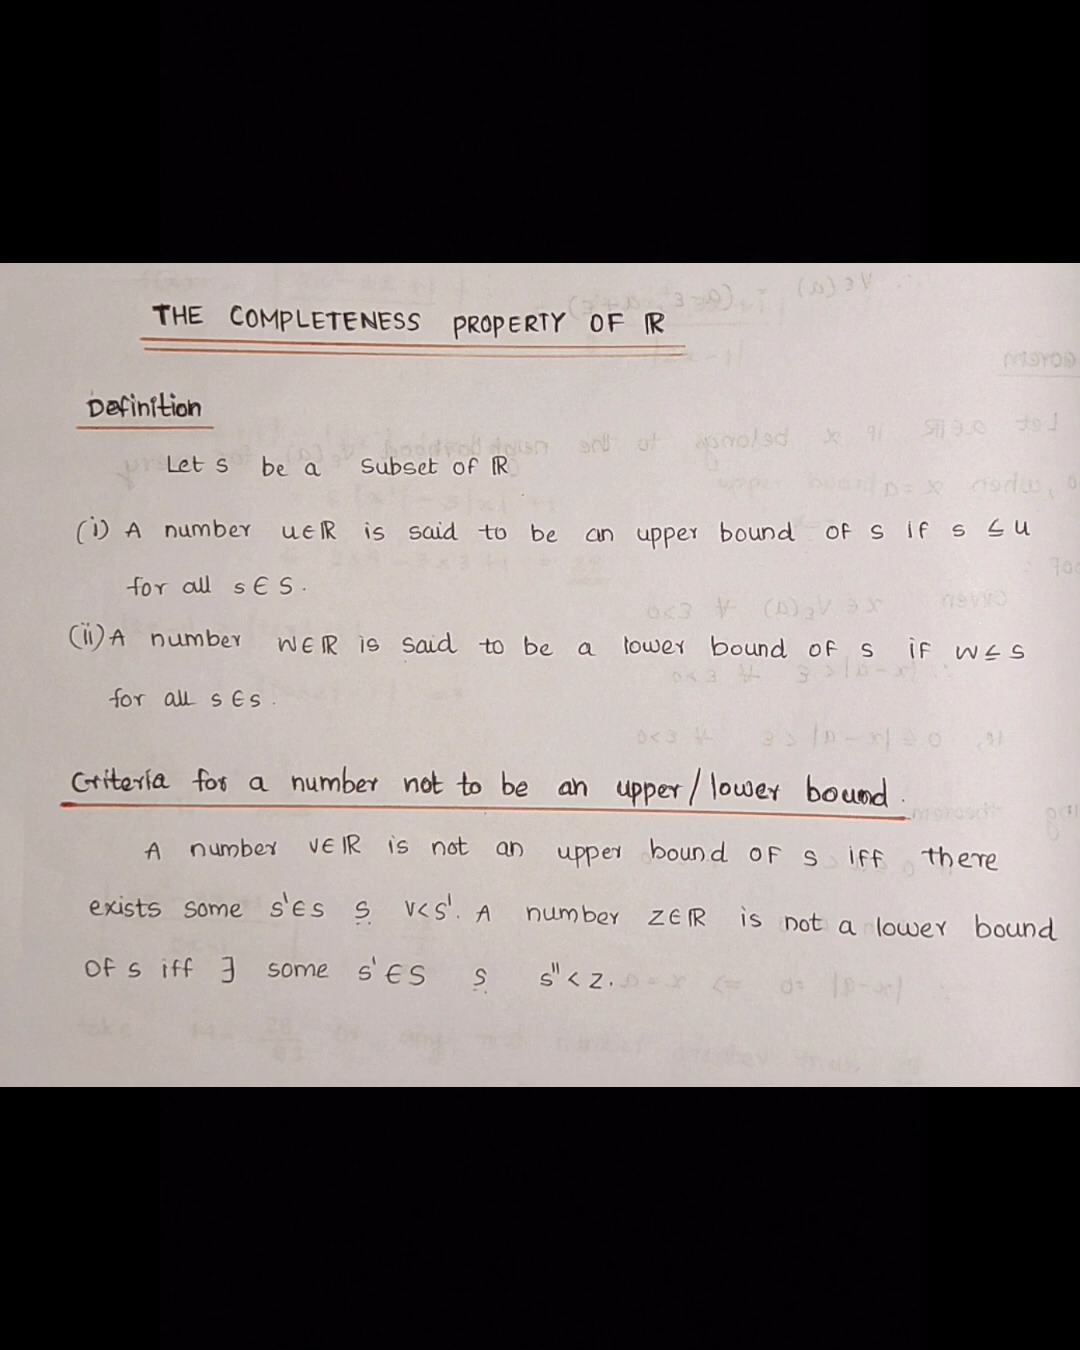 THE COMPLETENESS PROPERTY OF ℝ
Definition
Let s be a subset of ℝ
(i) A number u∈ℝ is said to be an upper bound of s if s ≤ u
for all s ∈ S.
(ii) A number w∈ℝ is said to be a lower bound of s if w ≤ s
for all s ∈ s.
Criteria for a number not to be an upper/lower bound.
A number v∈ℝ is not an upper bound of s iff there
exists some s'∈s ṣ v<s'. A number z∈ℝ is not a lower bound
of s iff ∃ some s'∈S ṣ s"<z.